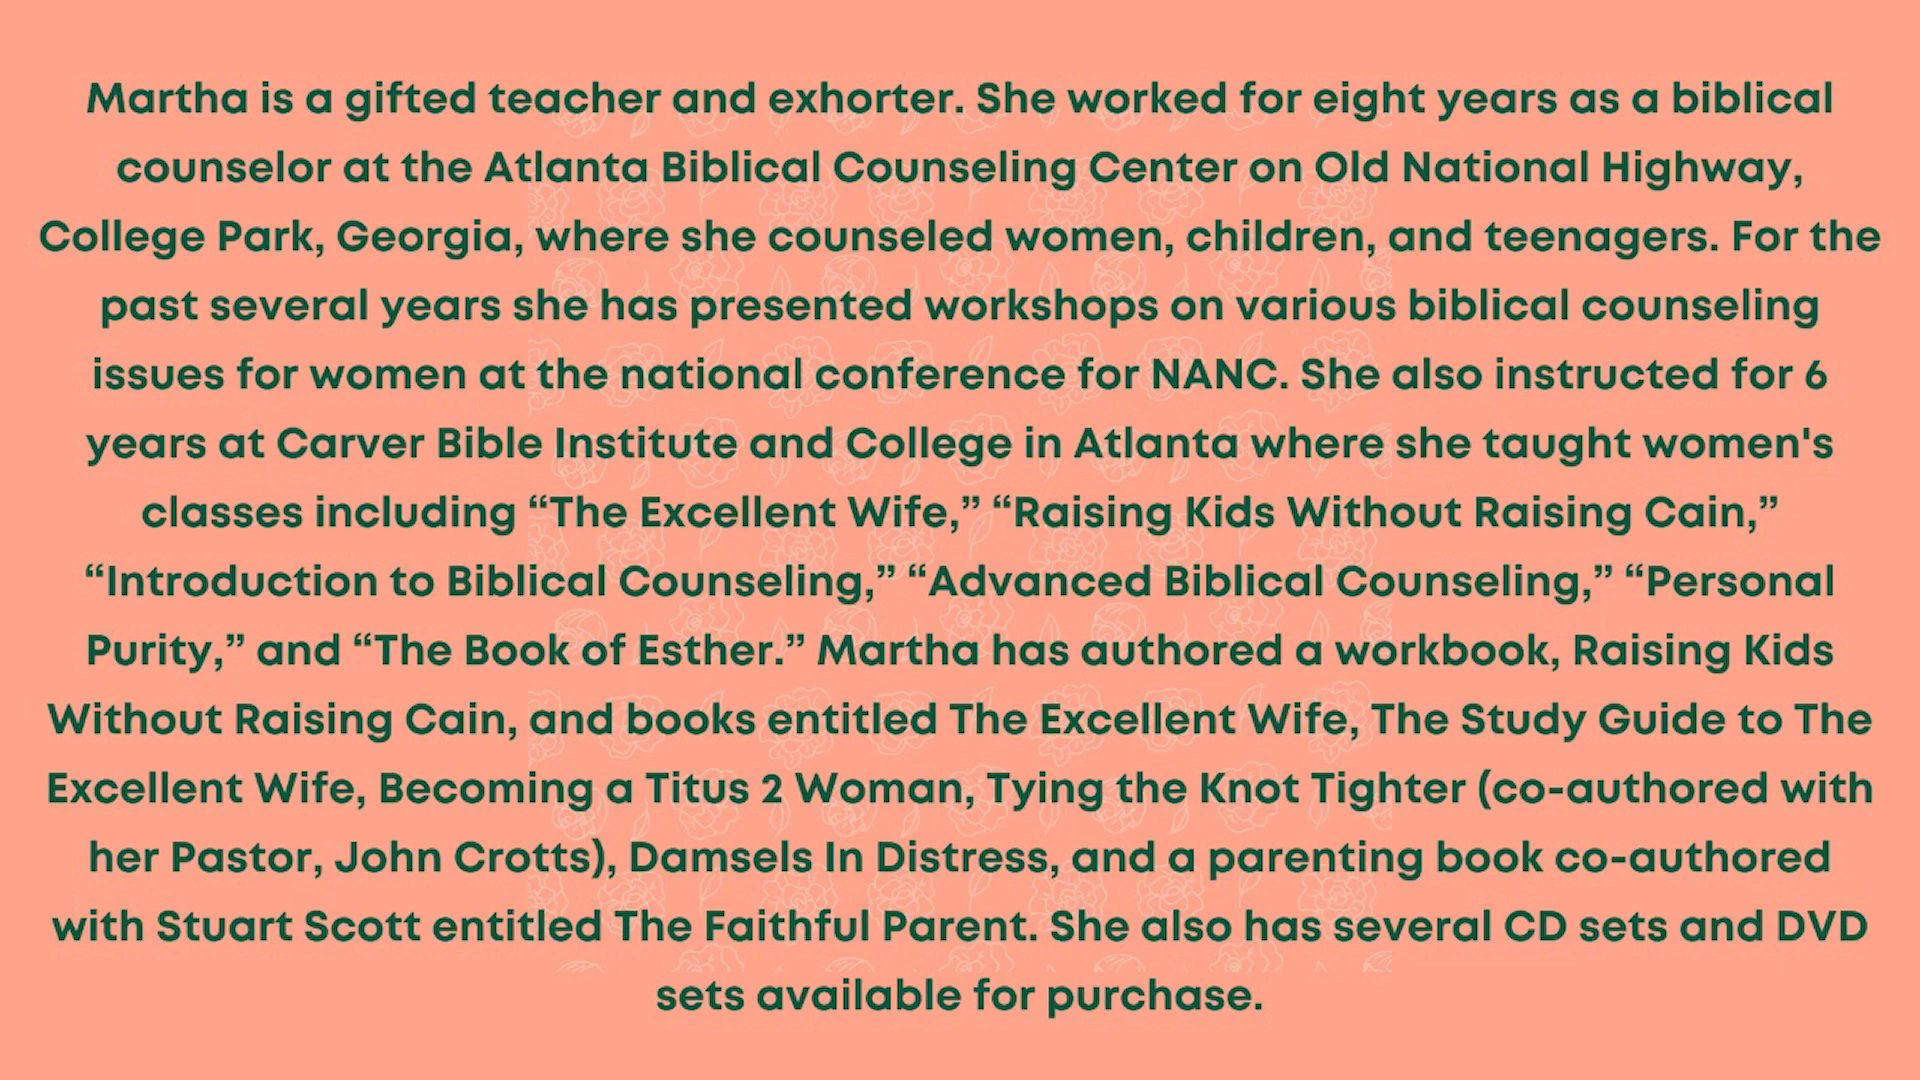 Martha is a gifted teacher and exhorter. She worked for eight years as a biblical
counselor at the Atlanta Biblical Counseling Center on Old National Highway,
College Park, Georgia, where she counseled women, children, and teenagers. For the
past several years she has presented workshops on various biblical counseling
issues for women at the national conference for NANC. She also instructed for 6
years at Carver Bible Institute and College in Atlanta where she taught women's
classes including “The Excellent Wife,” “Raising Kids Without Raising Cain,”
“Introduction to Biblical Counseling,” “Advanced Biblical Counseling,” “Personal
Purity,” and “The Book of Esther.” Martha has authored a workbook, Raising Kids
Without Raising Cain, and books entitled The Excellent Wife, The Study Guide to The
Excellent Wife, Becoming a Titus 2 Woman, Tying the Knot Tighter (co-authored with
her Pastor, John Crotts), Damsels In Distress, and a parenting book co-authored
with Stuart Scott entitled The Faithful Parent. She also has several CD sets and DVD
sets available for purchase.